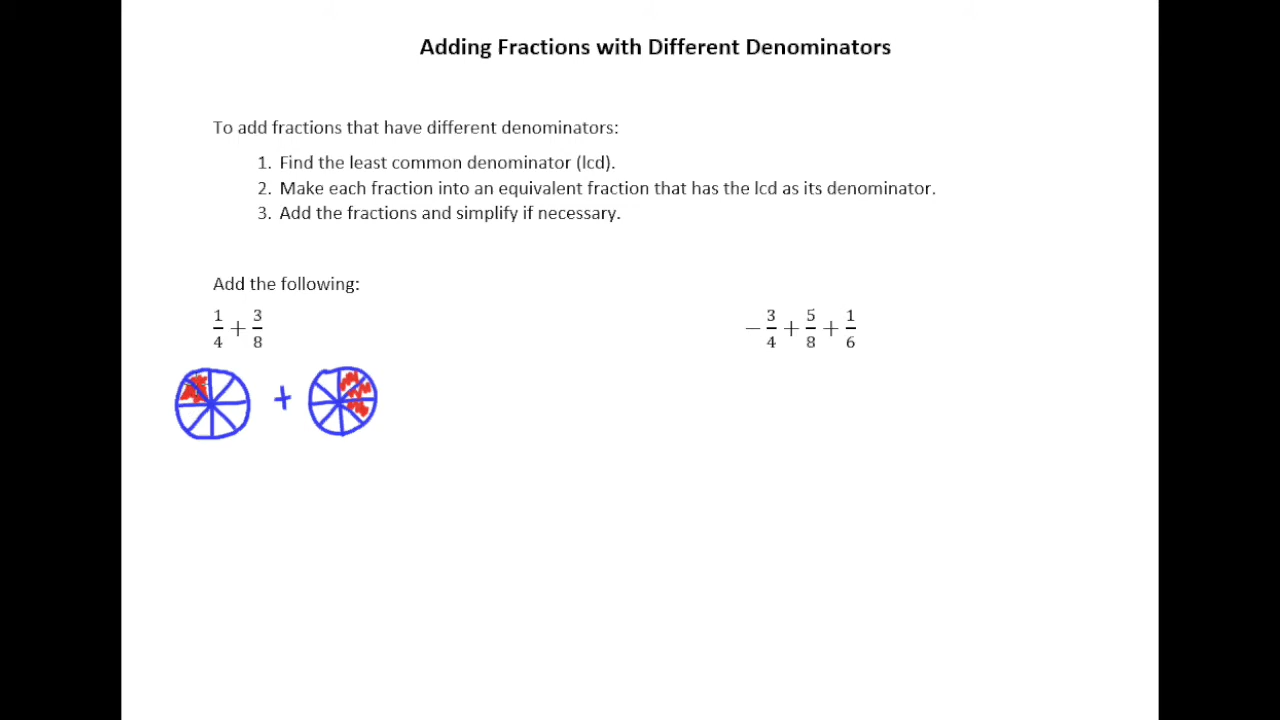 Adding Fractions with Different Denominators
To add fractions that have different denominators:
1. Find the least common denominator (lcd).
2. Make each fraction into an equivalent fraction that has the lcd as its denominator.
3. Add the fractions and simplify if necessary.
Add the following:
1/4 + 3/8
−3/4 + 5/8 + 1/6
+